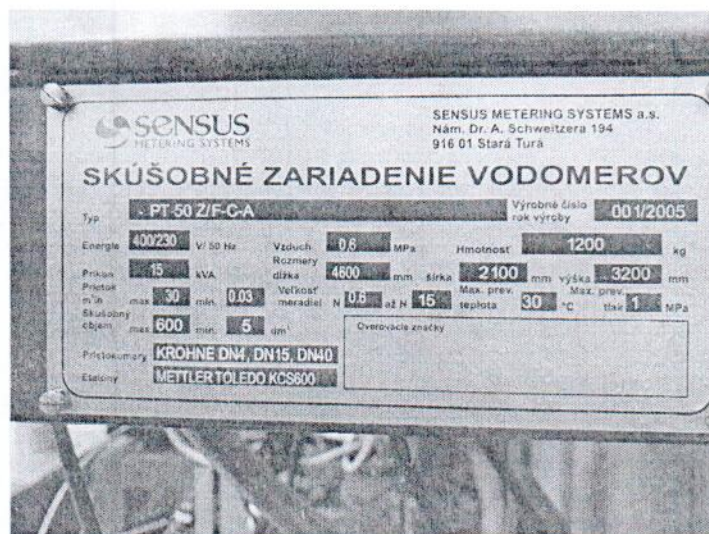 SENSUS
METERING SYSTEMS
SENSUS METERING SYSTEMS a.s.
Nám. Dr. A. Schweitzera 194
916 01 Stará Turá
SKÚŠOBNÉ ZARIADENIE VODOMEROV
Typ PT 50 Z/F-C-A Výrobné číslo rok výroby 001/2005
Energie 400/230 V/ 50 Hz Vzduch 0,6 MPa Hmotnosť 1200 kg
Príkon 15 kVA Rozmery dĺžka 4600 mm šírka 2100 mm výška 3200 mm
Prietok m³/h max 30 min. 0.03 Veľkosť meradiel N 0,6 až N 15 Max. prev. teplota 30 °C Max. prev. tlak 1 MPa
Skúšobný objem max 600 min. 5 dm³
Overovacie značky
Prietokomery KROHNE DN4, DN15, DN40
Etalóny METTLER TOLEDO KCS600